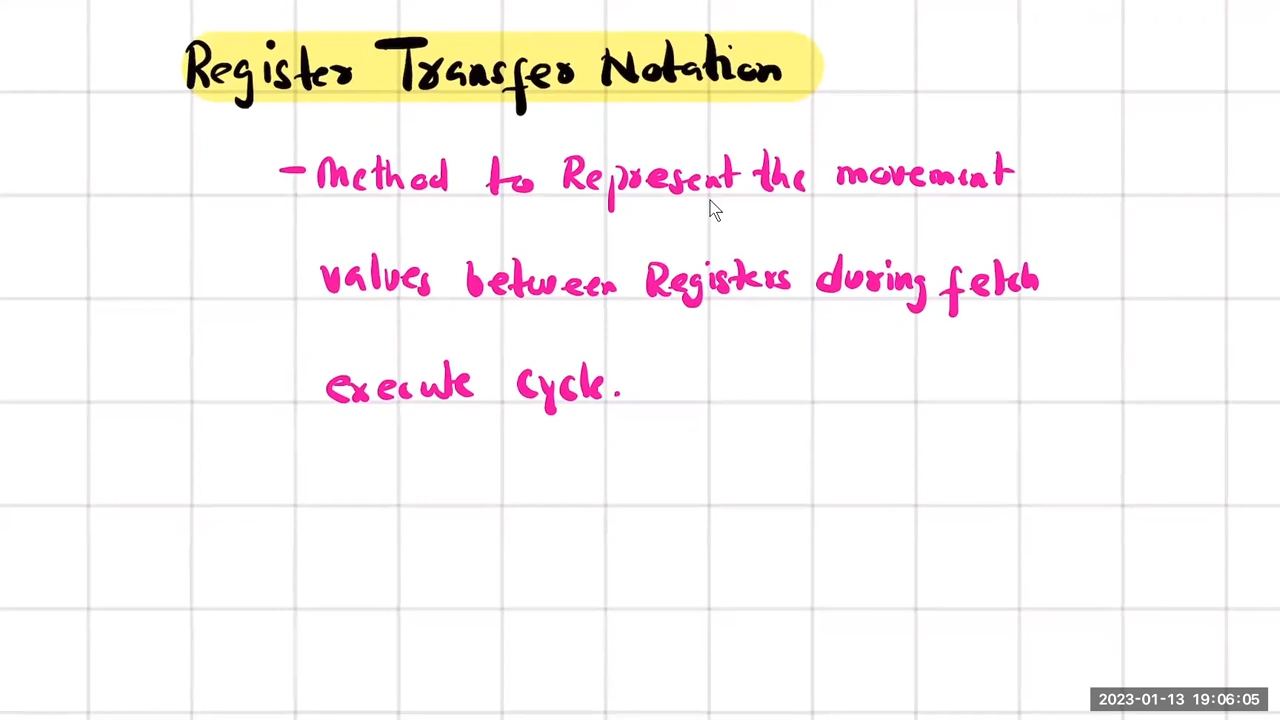 Register Transfer Notation
- Method to Represent the movement
values between Registers during fetch
execute cycle.
2023-01-13 19:06:05